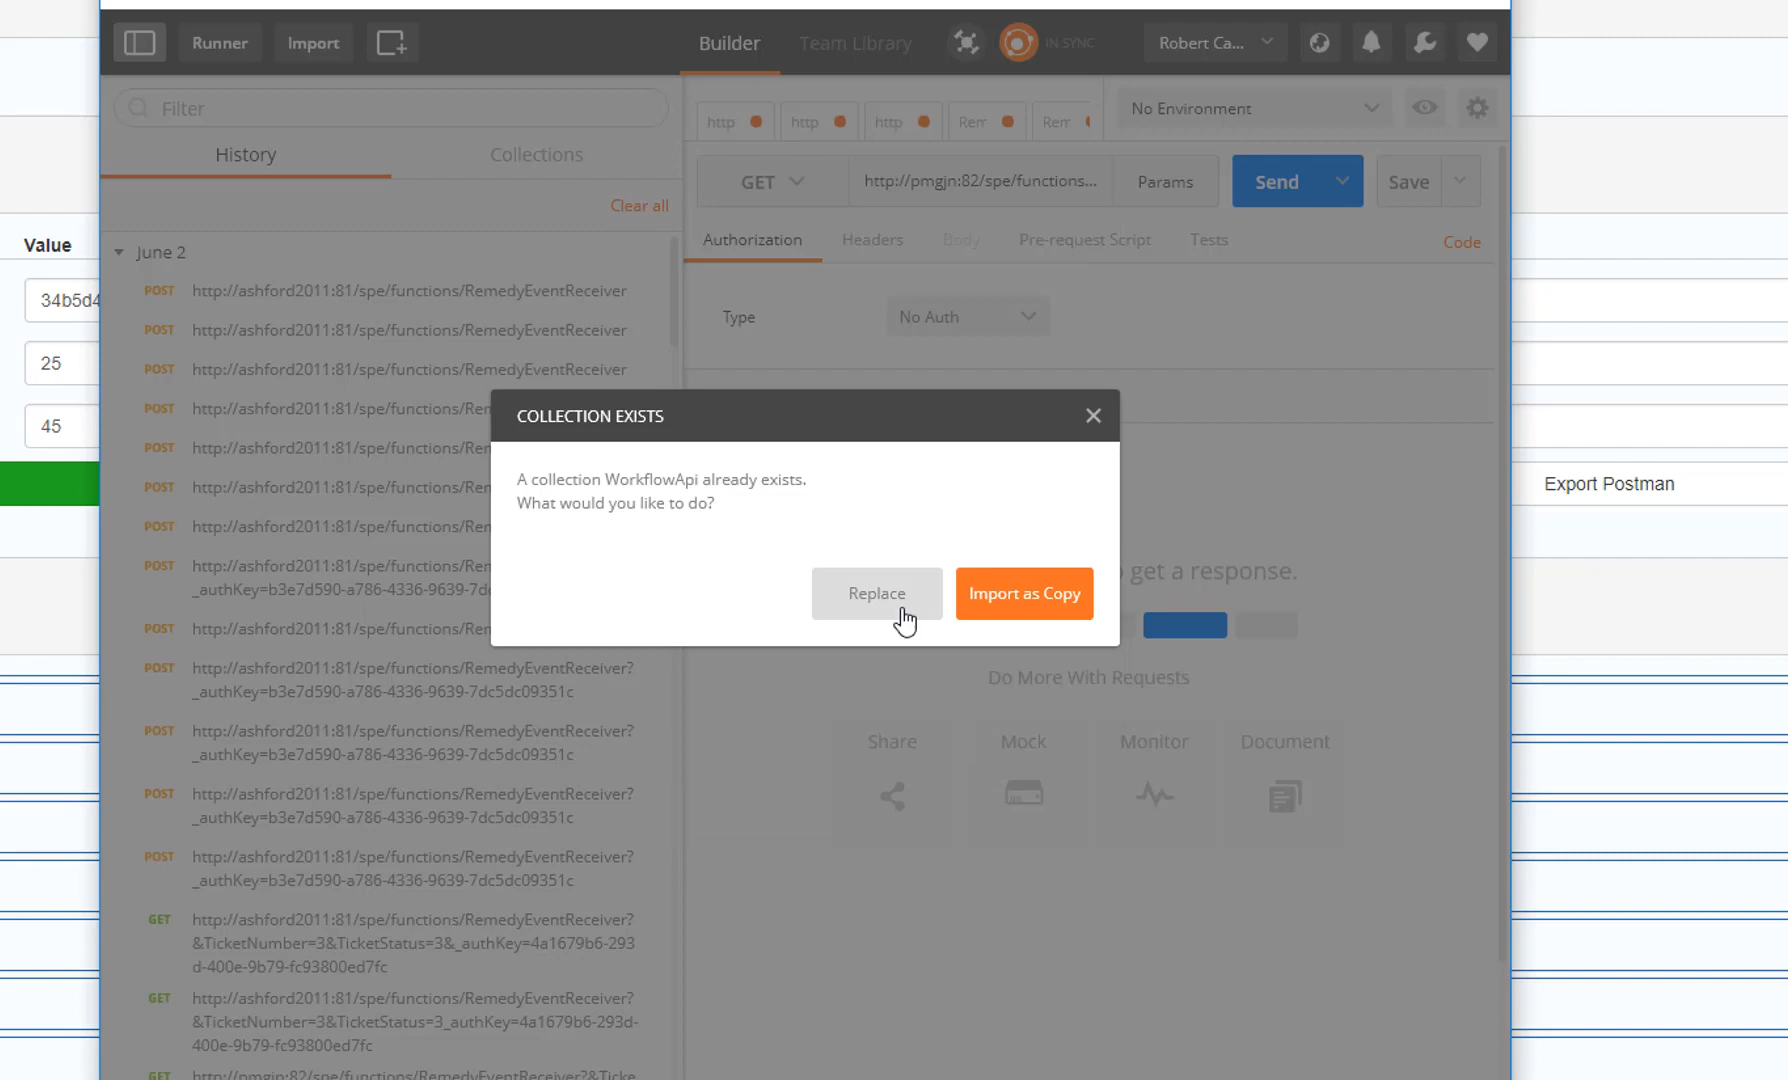 Runner
Import
Builder
Team Library
IN SYNC
Robert Ca...
Filter
History
Collections
Clear all
http
http
http
Rem
Rem
No Environment
GET
http://pmgjn:82/spe/functions...
Params
Send
Save
Authorization
Headers
Body
Pre-request Script
Tests
Code
Type
No Auth
Value
34b5d4
25
45
June 2
POST http://ashford2011:81/spe/functions/RemedyEventReceiver
POST http://ashford2011:81/spe/functions/RemedyEventReceiver
POST http://ashford2011:81/spe/functions/RemedyEventReceiver
POST http://ashford2011:81/spe/functions/Rem
POST http://ashford2011:81/spe/functions/Rem
POST http://ashford2011:81/spe/functions/Rem
POST http://ashford2011:81/spe/functions/Rem
POST http://ashford2011:81/spe/functions/Rem
_authKey=b3e7d590-a786-4336-9639-7
POST http://ashford2011:81/spe/functions/Rem
POST http://ashford2011:81/spe/functions/RemedyEventReceiver?
_authKey=b3e7d590-a786-4336-9639-7dc5dc09351c
POST http://ashford2011:81/spe/functions/RemedyEventReceiver?
_authKey=b3e7d590-a786-4336-9639-7dc5dc09351c
POST http://ashford2011:81/spe/functions/RemedyEventReceiver?
_authKey=b3e7d590-a786-4336-9639-7dc5dc09351c
POST http://ashford2011:81/spe/functions/RemedyEventReceiver?
_authKey=b3e7d590-a786-4336-9639-7dc5dc09351c
GET http://ashford2011:81/spe/functions/RemedyEventReceiver?
&TicketNumber=3&TicketStatus=3&_authKey=4a1679b6-293
d-400e-9b79-fc93800ed7fc
GET http://ashford2011:81/spe/functions/RemedyEventReceiver?
&TicketNumber=3&TicketStatus=3_authKey=4a1679b6-293d-
400e-9b79-fc93800ed7fc
GET http://pmgjn:82/spe/functions/RemedyEventReceiver?&Ticke
COLLECTION EXISTS
A collection WorkflowApi already exists.
What would you like to do?
Replace
Import as Copy
get a response.
Do More With Requests
Share
Mock
Monitor
Document
Export Postman